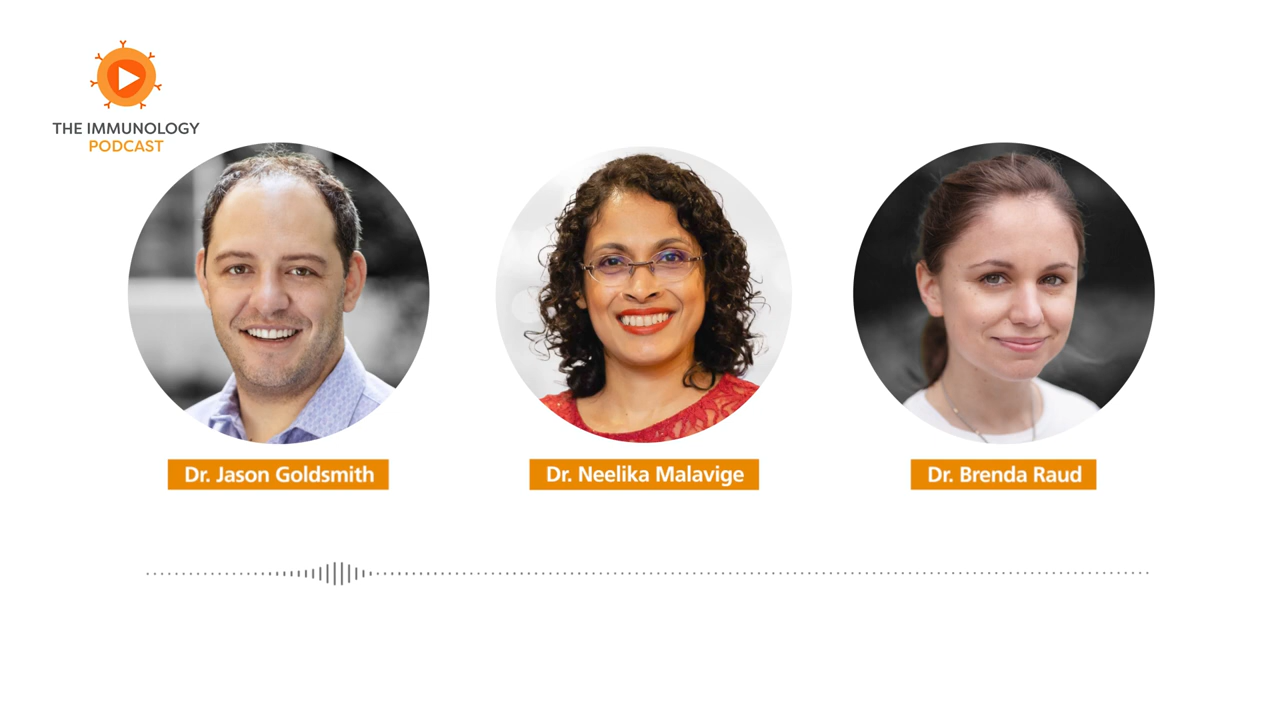 THE IMMUNOLOGY
PODCAST
Dr. Jason Goldsmith
Dr. Neelika Malavige
Dr. Brenda Raud